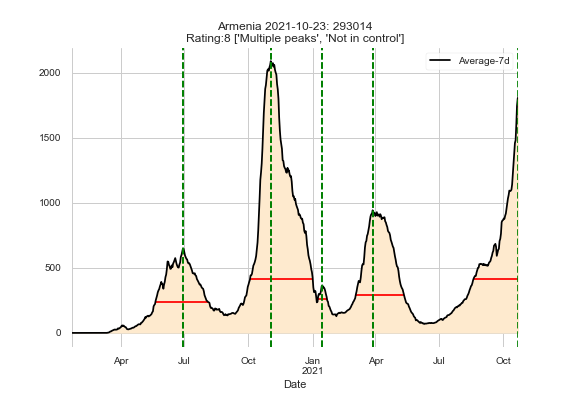 Armenia 2021-10-23: 293014
Rating:8 ['Multiple peaks', 'Not in control']
Average-7d
2000
1500
1000
500
0
Apr Jul Oct Jan Apr Jul Oct
2021
Date